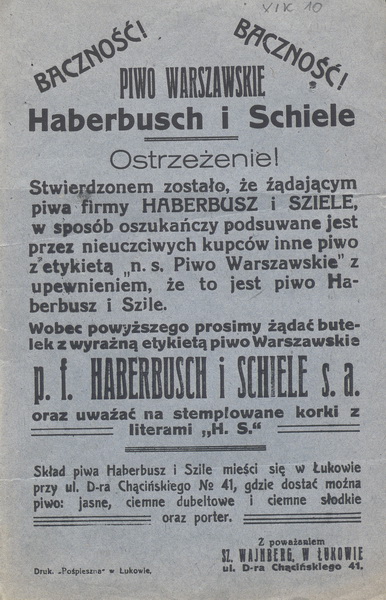 XIX 10
BACZNOŚĆ! BACZNOŚĆ!
PIWO WARSZAWSKIE
Haberbusch i Schiele
Ostrzeżenie!
Stwierdzonem zostało, że żądającym
piwa firmy HABERBUSZ i SZIELE,
w sposób oszukańczy podsuwane jest
przez nieuczciwych kupców inne piwo
z etykietą „n. s. Piwo Warszawskie" z
upewnieniem, że to jest piwo Ha-
berbusz i Szile.
Wobec powyższego prosimy żądać bute-
lek z wyraźną etykietą piwo Warszawskie
p. f. HABERBUSCH i SCHIELE s. a.
oraz uważać na stemplowane korki z
literami „H. S."
Skład piwa Haberbusz i Szile mieści się w Łukowie
przy ul. D-ra Chącińskiego № 41, gdzie dostać można
piwo: jasne, ciemne dubeltowe i ciemne słodkie
oraz porter.
Z poważaniem
SZ. WAJNBERG, W ŁUKOWIE
ul. D-ra Chącińskiego 41.
Druk. „Pośpieszna" w Łukowie.